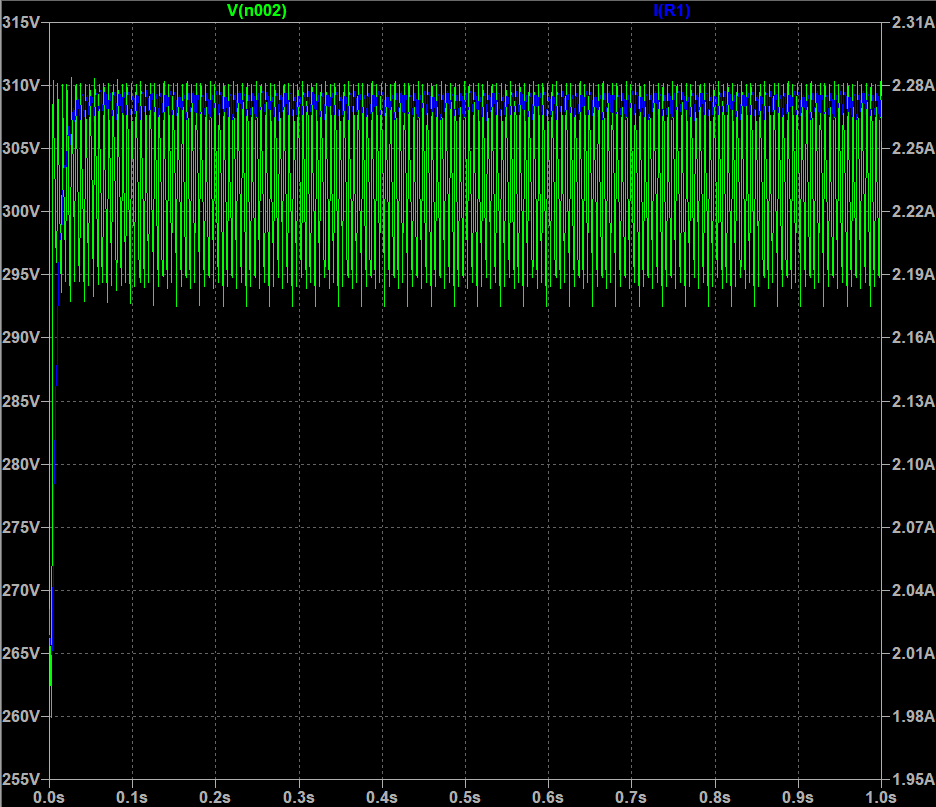 V(n002) I(R1)
315V 2.31A
310V 2.28A
305V 2.25A
300V 2.22A
295V 2.19A
290V 2.16A
285V 2.13A
280V 2.10A
275V 2.07A
270V 2.04A
265V 2.01A
260V 1.98A
255V 1.95A
0.0s 0.1s 0.2s 0.3s 0.4s 0.5s 0.6s 0.7s 0.8s 0.9s 1.0s